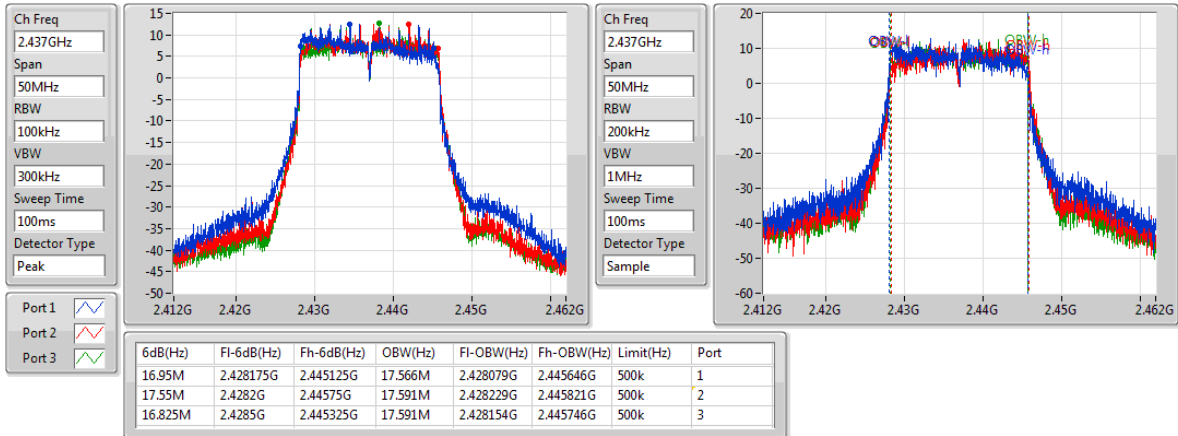 Ch Freq
2.437GHz
Span
50MHz
RBW
100kHz
VBW
300kHz
Sweep Time
100ms
Detector Type
Peak
Port 1
Port 2
Port 3
15
10
5
0
-5
-10
-15
-20
-25
-30
-35
-40
-45
-50
2.412G 2.42G 2.43G 2.44G 2.45G 2.462G
Ch Freq
2.437GHz
Span
50MHz
RBW
200kHz
VBW
1MHz
Sweep Time
100ms
Detector Type
Sample
20
10
0
-10
-20
-30
-40
-50
-60
OBW-l
OBW-h
OBW-h
2.412G 2.42G 2.43G 2.44G 2.45G 2.462G
6dB(Hz) Fl-6dB(Hz) Fh-6dB(Hz) OBW(Hz) Fl-OBW(Hz) Fh-OBW(Hz) Limit(Hz) Port
16.95M 2.428175G 2.445125G 17.566M 2.428079G 2.445646G 500k 1
17.55M 2.4282G 2.44575G 17.591M 2.428229G 2.445821G 500k 2
16.825M 2.4285G 2.445325G 17.591M 2.428154G 2.445746G 500k 3